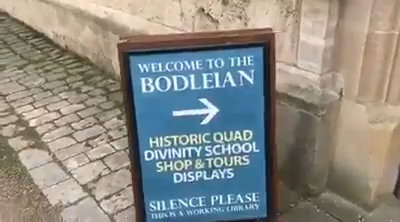 WELCOME TO THE
BODLEIAN
→
HISTORIC QUAD
DIVINITY SCHOOL
SHOP & TOURS
DISPLAYS
SILENCE PLEASE
THIS IS A WORKING LIBRARY